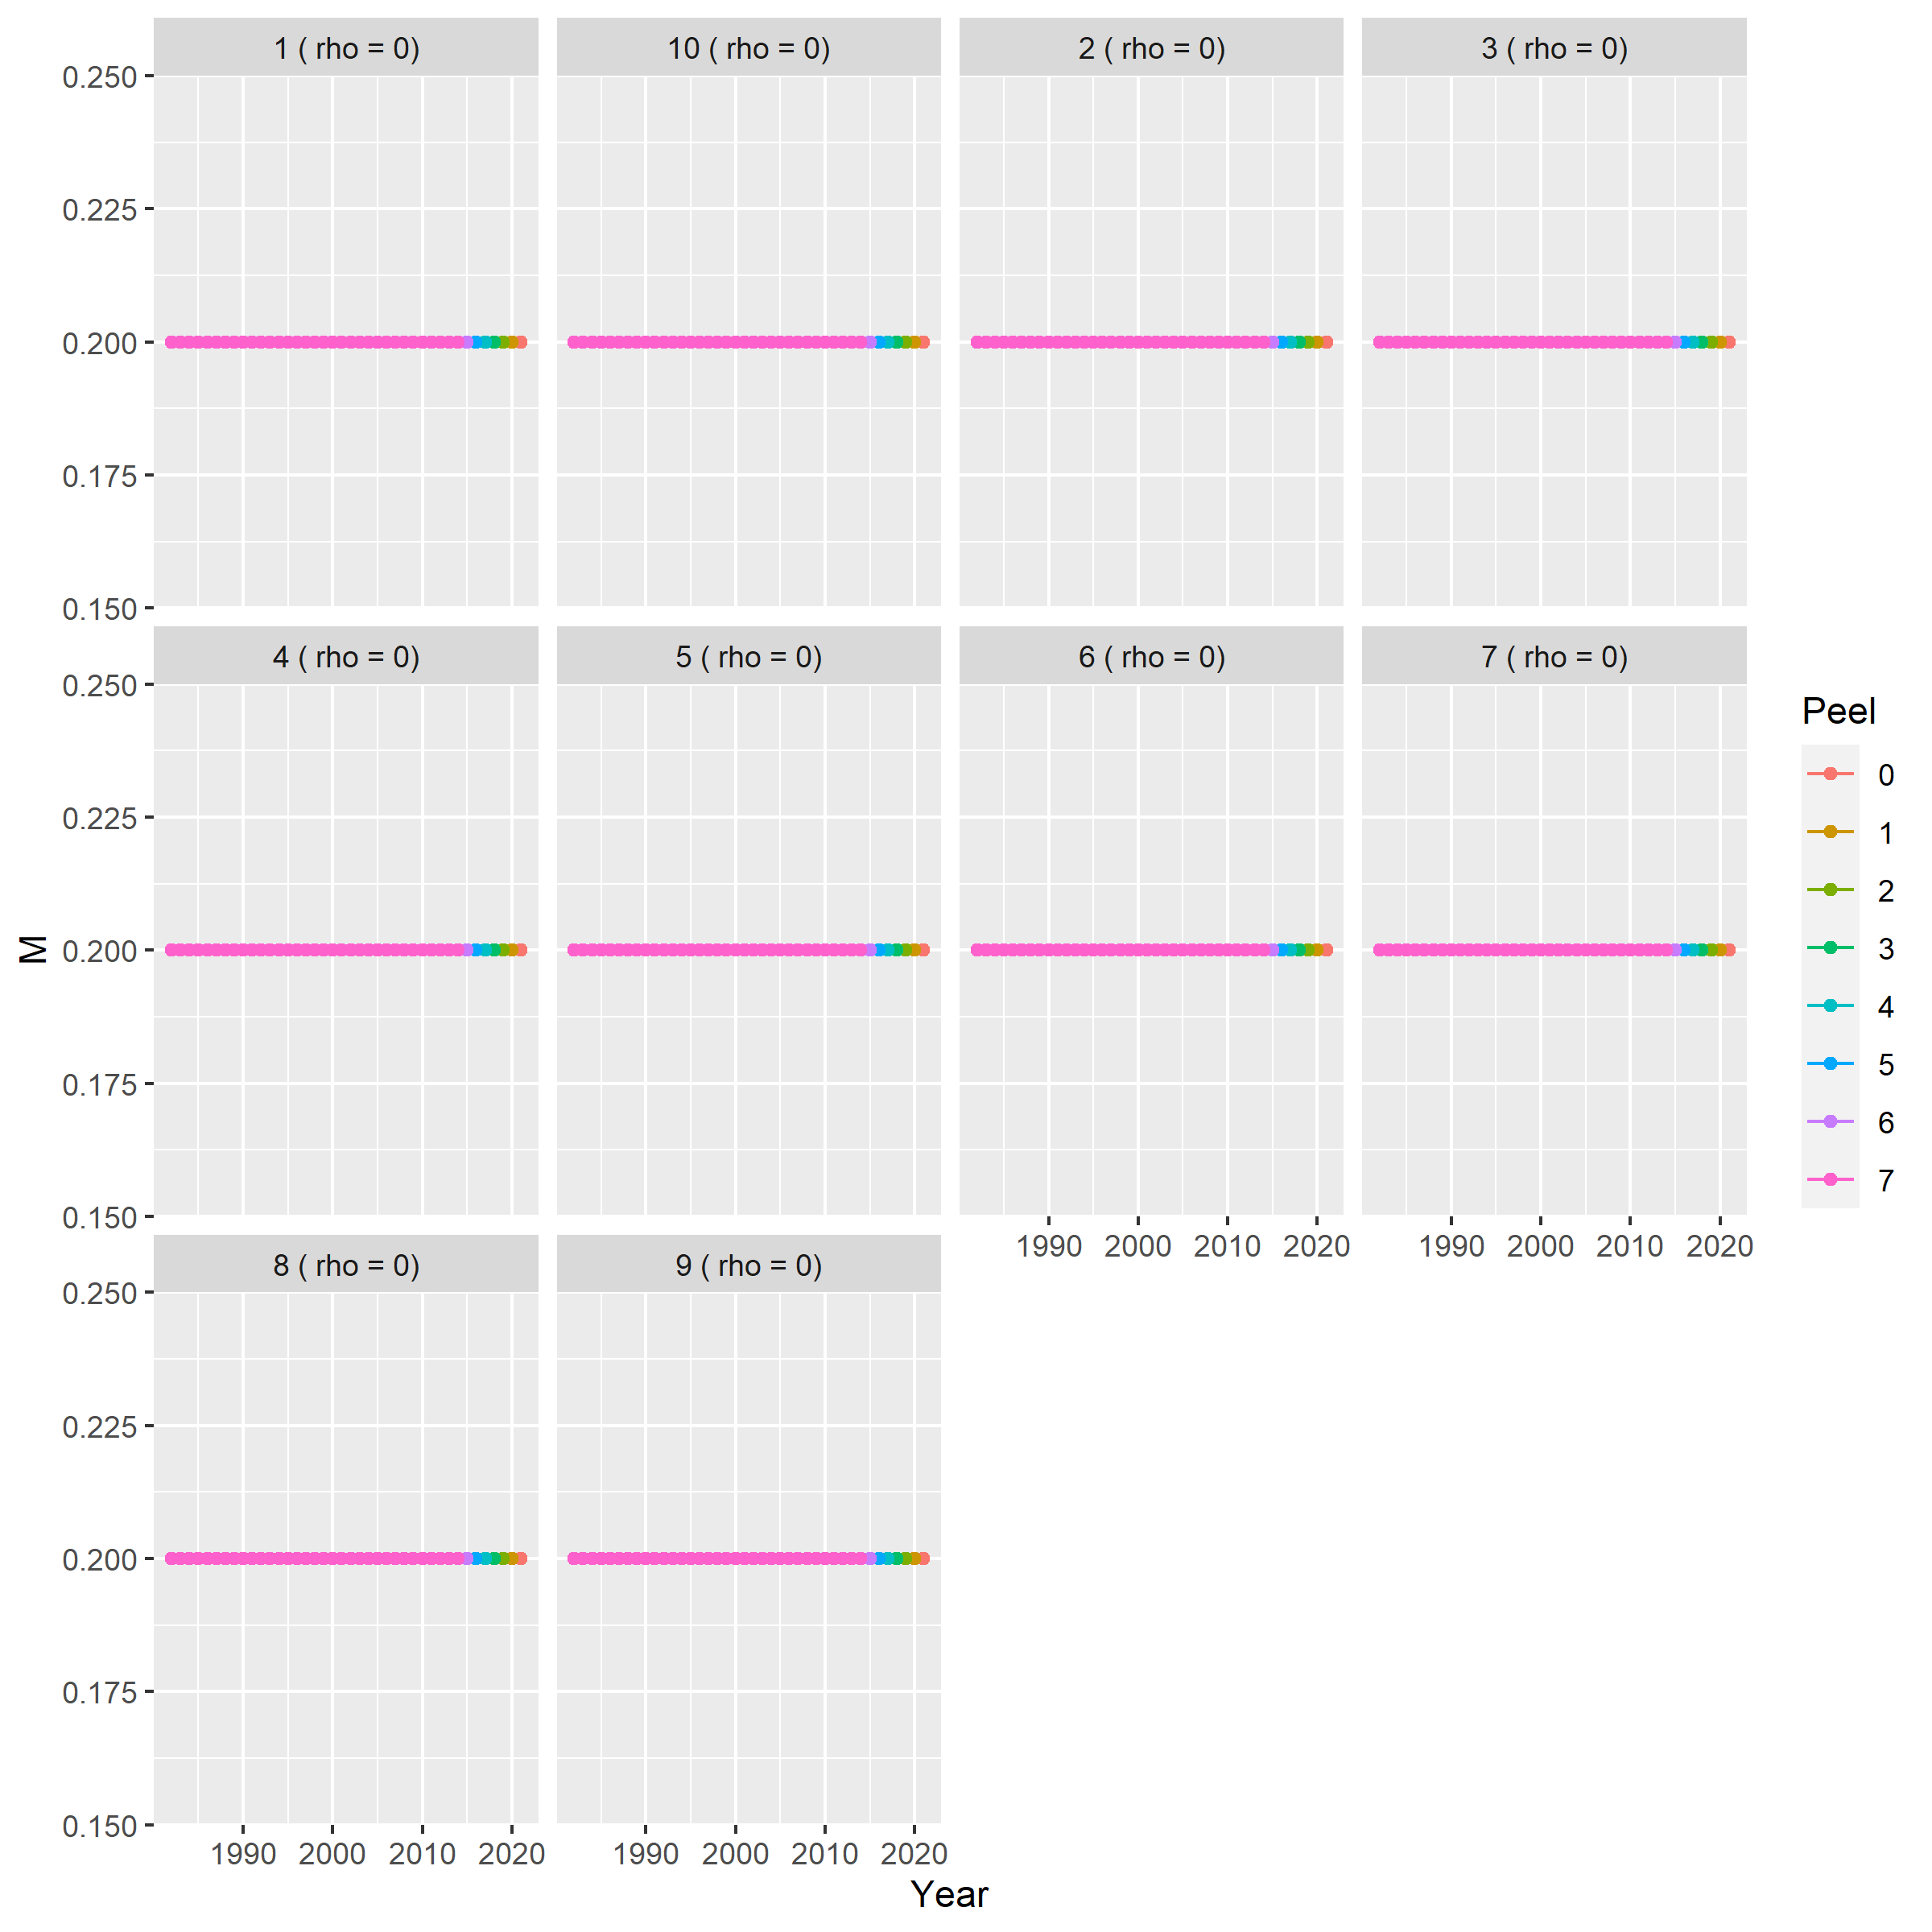 1 ( rho = 0) 10 ( rho = 0) 2 ( rho = 0) 3 ( rho = 0)
0.250
0.225
0.200
0.175
0.150
4 ( rho = 0) 5 ( rho = 0) 6 ( rho = 0) 7 ( rho = 0)
0.250
0.225
0.200
0.175
0.150
1990 2000 2010 2020 1990 2000 2010 2020
8 ( rho = 0) 9 ( rho = 0)
0.250
0.225
0.200
0.175
0.150
1990 2000 2010 2020 1990 2000 2010 2020
Year
M
Peel
0
1
2
3
4
5
6
7